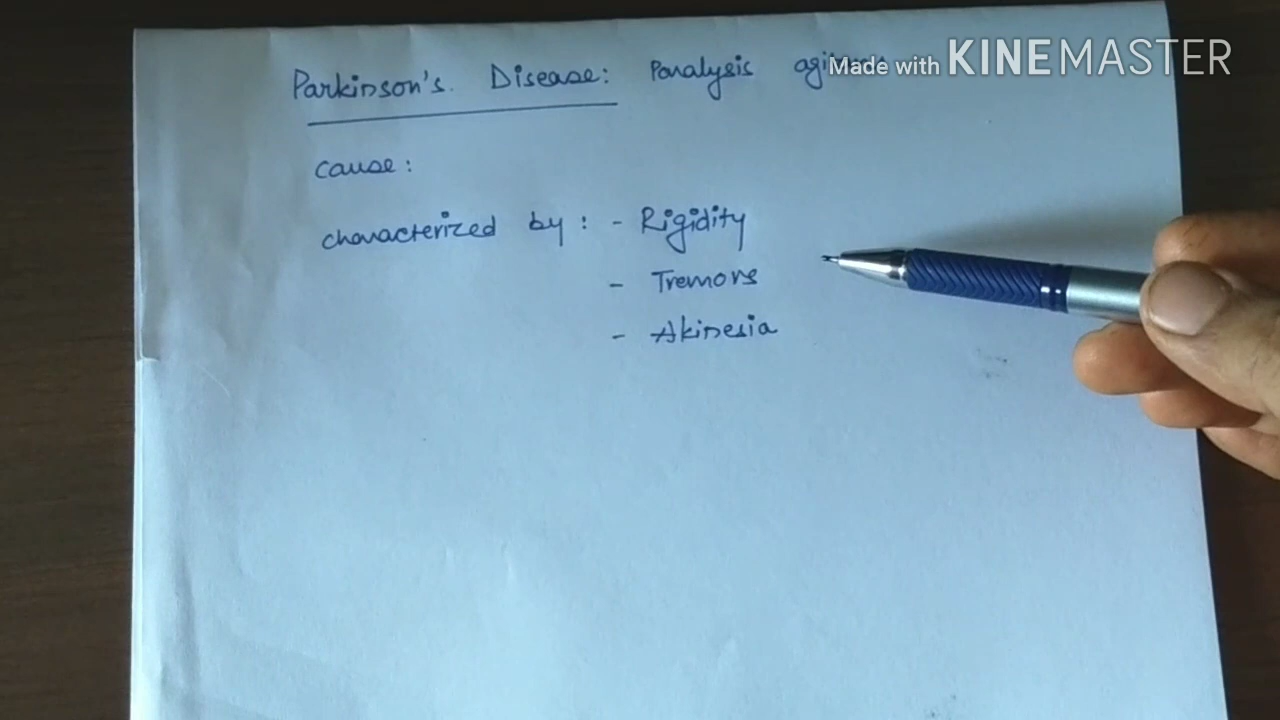 Parkinson's. Disease: Paralysis
Made with KINEMASTER
cause:
characterized by : - Rigidity
- Tremors
- Akinesia